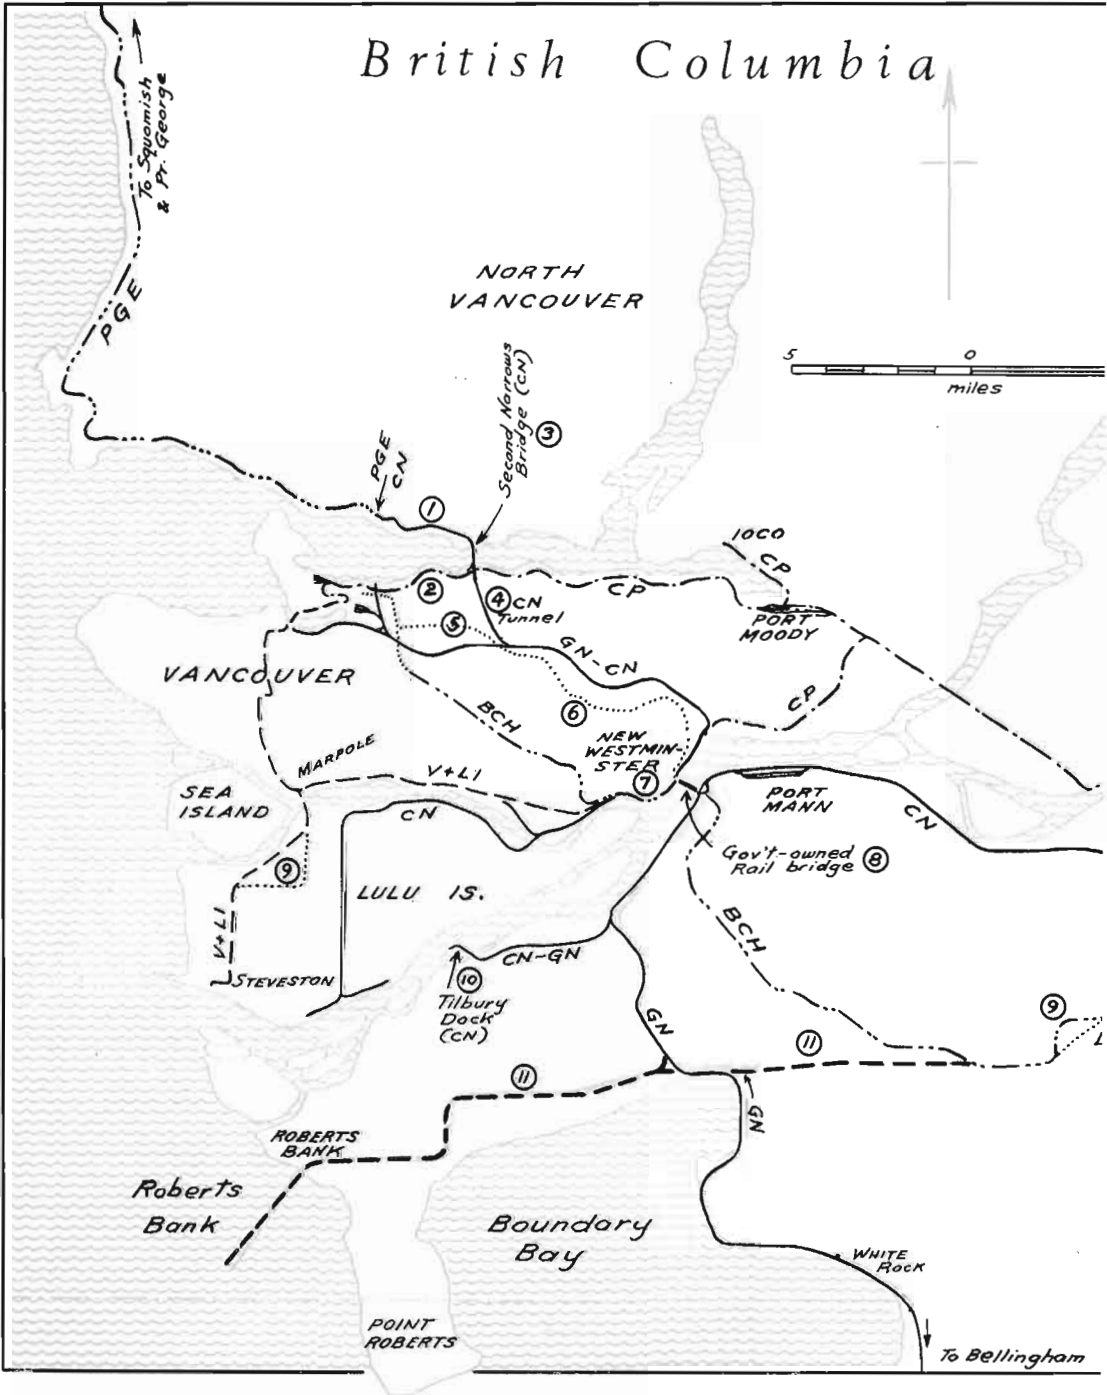 British Columbia
To Squamish
& Pr. George
PGE
NORTH
VANCOUVER
5 0
miles
Second Narrows
Bridge (CN)
3
PGE
CN
1
IOCO
CP
2
CP
4
CN
Tunnel
PORT
MOODY
5
GN-CN
VANCOUVER
CP
BCH
6
NEW
WESTMIN-
STER
7
MARPOLE
V+LI
SEA
ISLAND
CN
PORT
MANN
CN
Gov't-owned
Rail bridge
8
9
LULU IS.
V+LI
BCH
STEVESTON
CN-GN
10
Tilbury
Dock
(CN)
GN
9
L
11
11
GN
ROBERTS
BANK
Roberts
Bank
Boundary
Bay
WHITE
ROCK
POINT
ROBERTS
To Bellingham